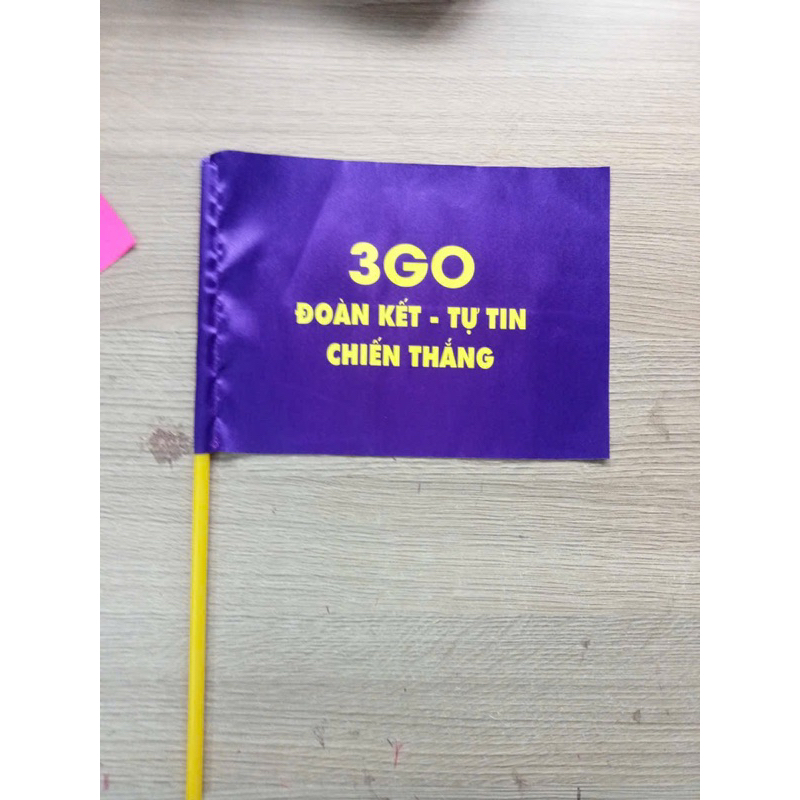 3GO
ĐOÀN KẾT - TỰ TIN
CHIẾN THẮNG